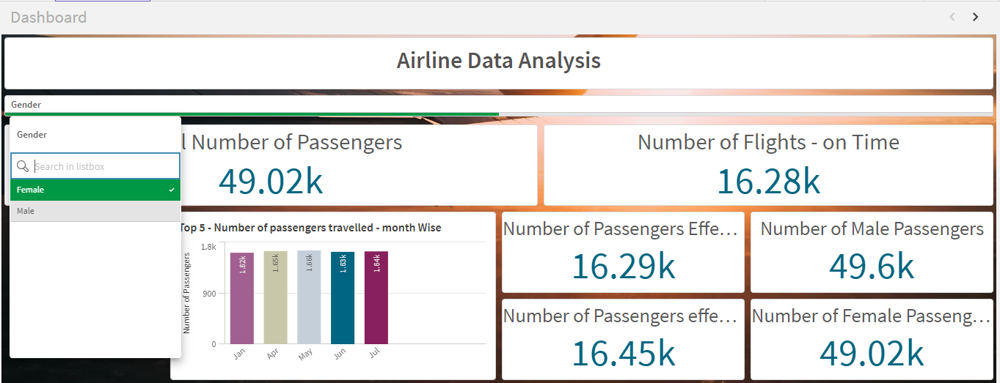 Dashboard
Airline Data Analysis
Gender
Gender
Search in listbox
Female
Male
l Number of Passengers
49.02k
Number of Flights - on Time
16.28k
Top 5 - Number of passengers travelled - month Wise
Number of Passengers
1.8k
900
0
1.62k
1.65k
1.66k
1.63k
1.64k
Jan
Apr
May
Jun
Jul
Number of Passengers Effe...
16.29k
Number of Male Passengers
49.6k
Number of Passengers effe...
16.45k
Number of Female Passeng...
49.02k